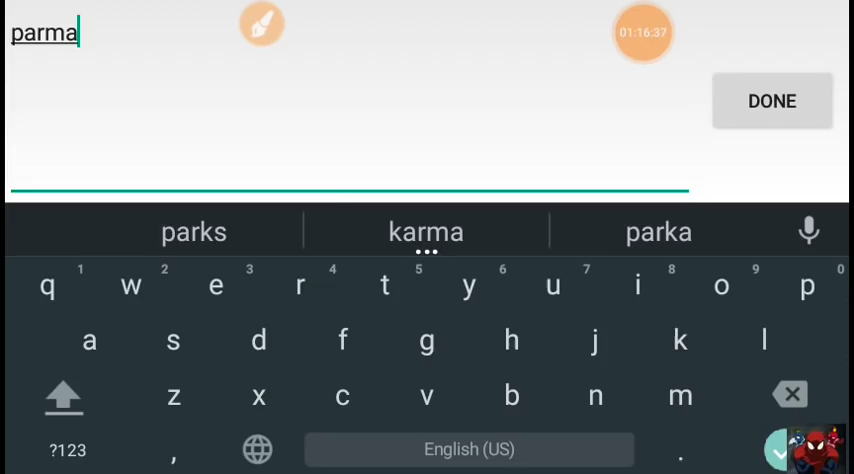 parma
01:16:37
DONE
parks karma parka
q 1 w 2 e 3 r 4 t 5 y 6 u 7 i 8 o 9 p 0
a s d f g h j k l
z x c v b n m
?123 , English (US) .